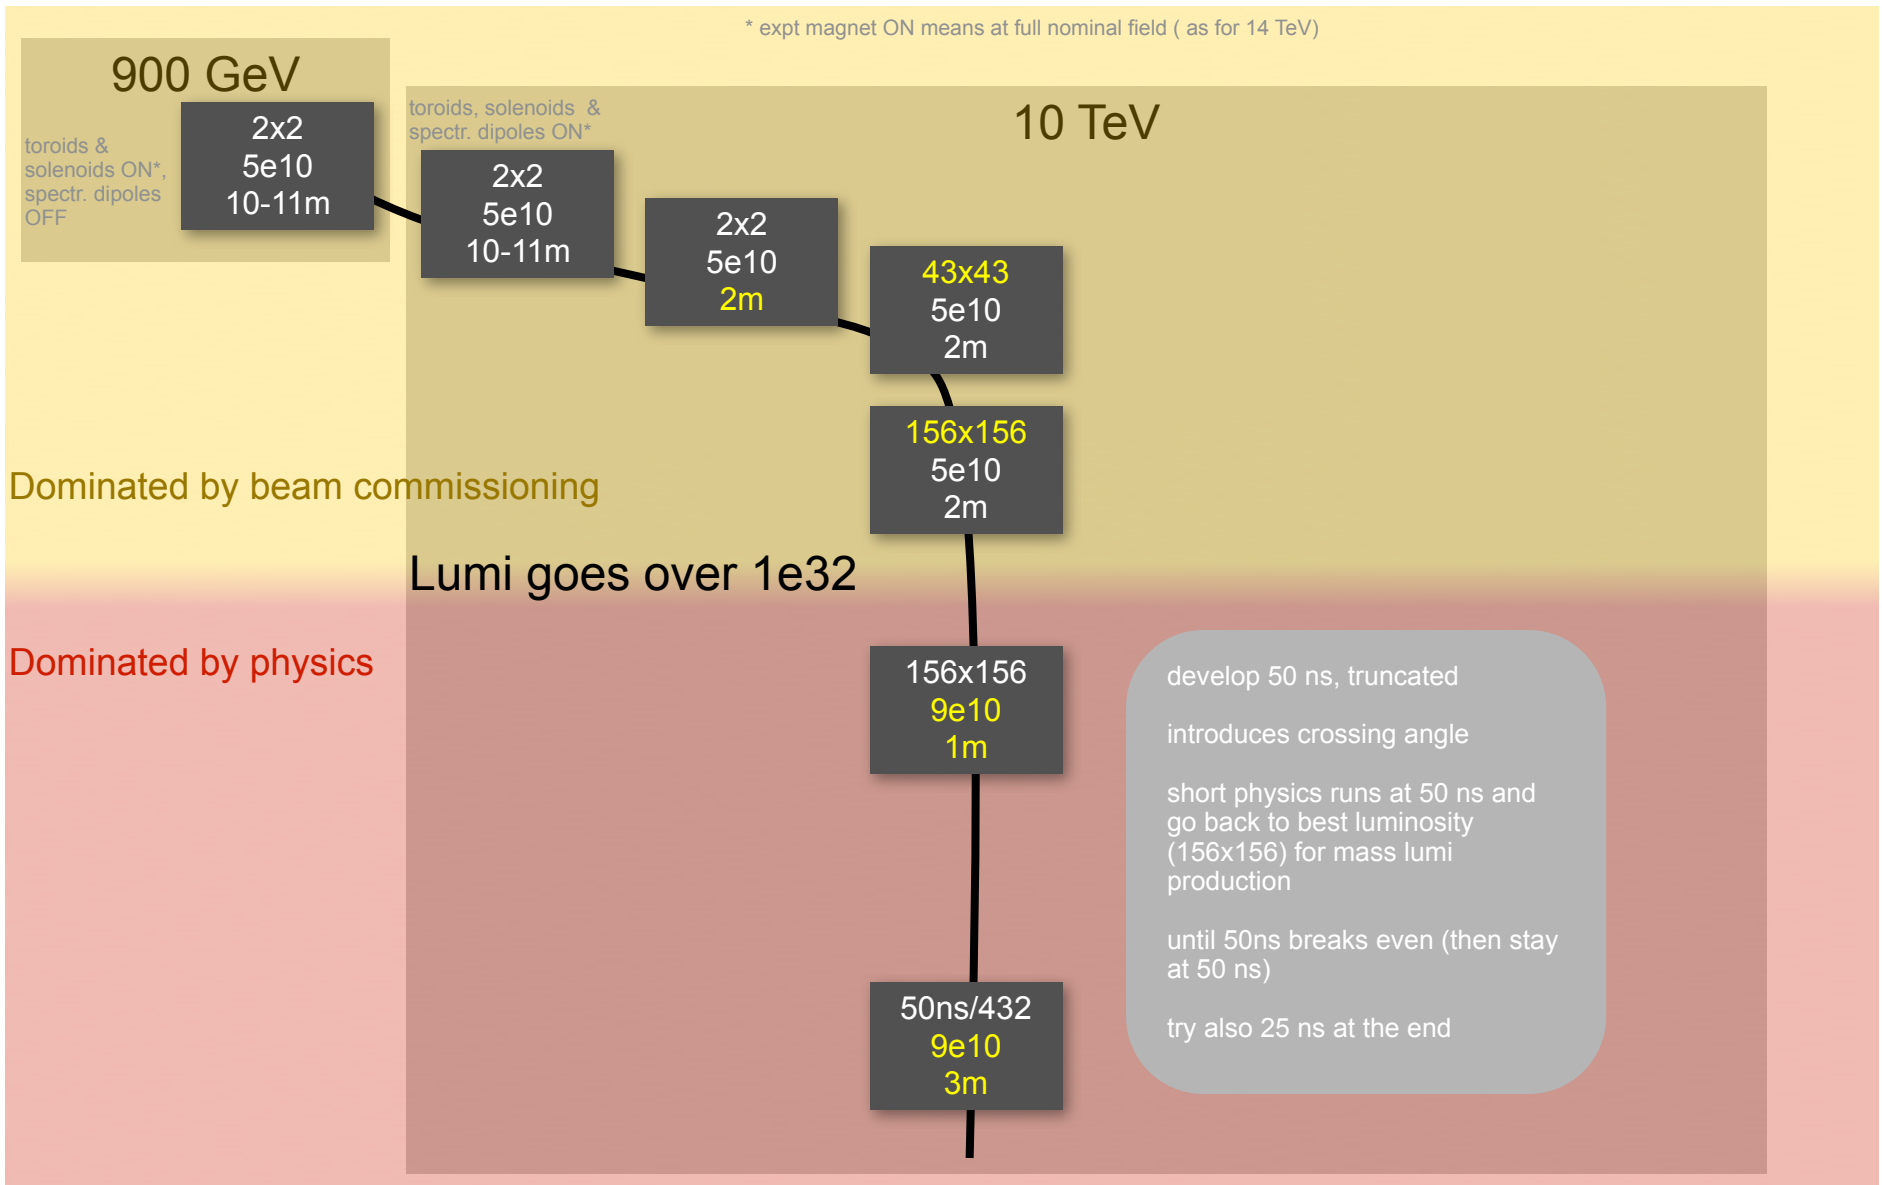 * expt magnet ON means at full nominal field ( as for 14 TeV)
900 GeV
toroids &
solenoids ON*,
spectr. dipoles
OFF
2x2
5e10
10-11m
toroids, solenoids &
spectr. dipoles ON*
10 TeV
2x2
5e10
10-11m
2x2
5e10
2m
43x43
5e10
2m
156x156
5e10
2m
Dominated by beam commissioning
Lumi goes over 1e32
Dominated by physics
156x156
9e10
1m
develop 50 ns, truncated
introduces crossing angle
short physics runs at 50 ns and
go back to best luminosity
(156x156) for mass lumi
production
until 50ns breaks even (then stay
at 50 ns)
try also 25 ns at the end
50ns/432
9e10
3m